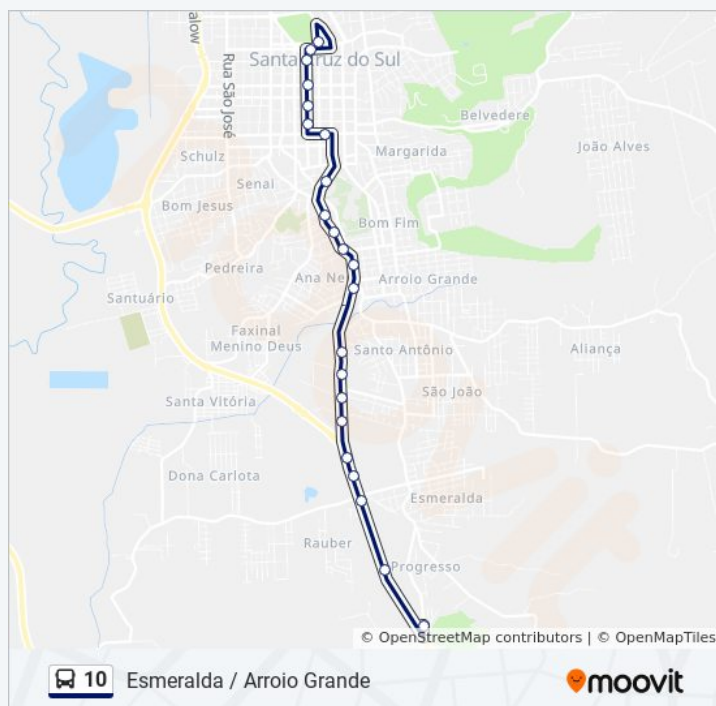 alow
Santa Cruz do Sul
Rua São José
Belvedere
João Alves
Margarida
Schulz
Senai
Bom Jesus
Bom Fim
Pedreira
Ana Ne
Arroio Grande
Santuário
Faxinal
Menino Deus
Santo Antônio
Aliança
São João
Santa Vitória
Dona Carlota
Esmeralda
Rauber
Progresso
© OpenStreetMap contributors | © OpenMapTiles
10 Esmeralda / Arroio Grande
moovit